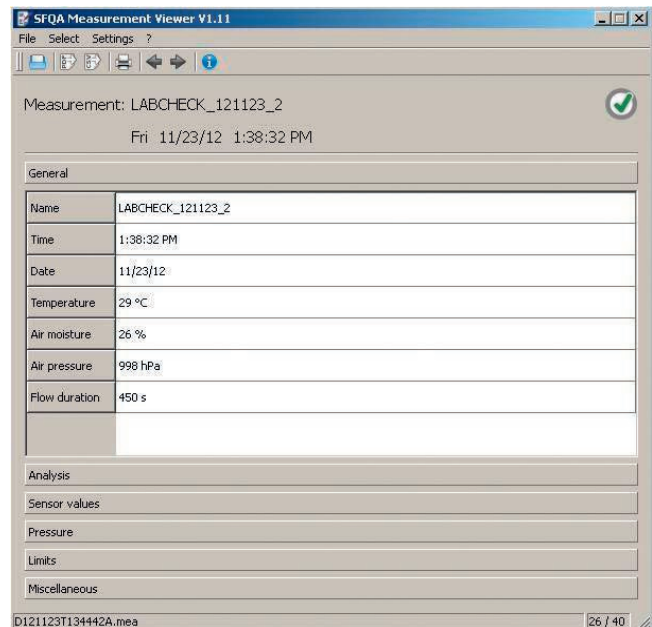 SFQA Measurement Viewer V1.11
File Select Settings ?
Measurement: LABCHECK_121123_2
Fri 11/23/12 1:38:32 PM
General
Name LABCHECK_121123_2
Time 1:38:32 PM
Date 11/23/12
Temperature 29 °C
Air moisture 26 %
Air pressure 998 hPa
Flow duration 450 s
Analysis
Sensor values
Pressure
Limits
Miscellaneous
D121123T134442A.mea 26 / 40